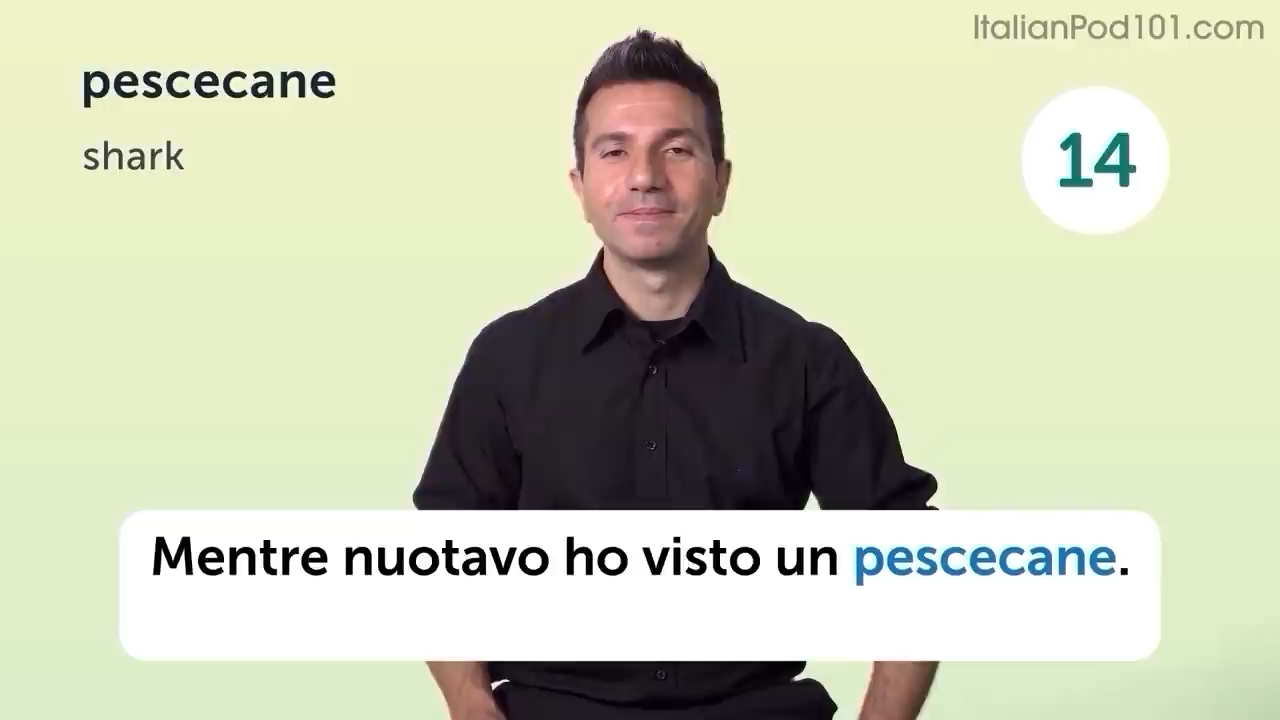 ItalianPod101.com
pescecane
shark
14
Mentre nuotavo ho visto un pescecane.